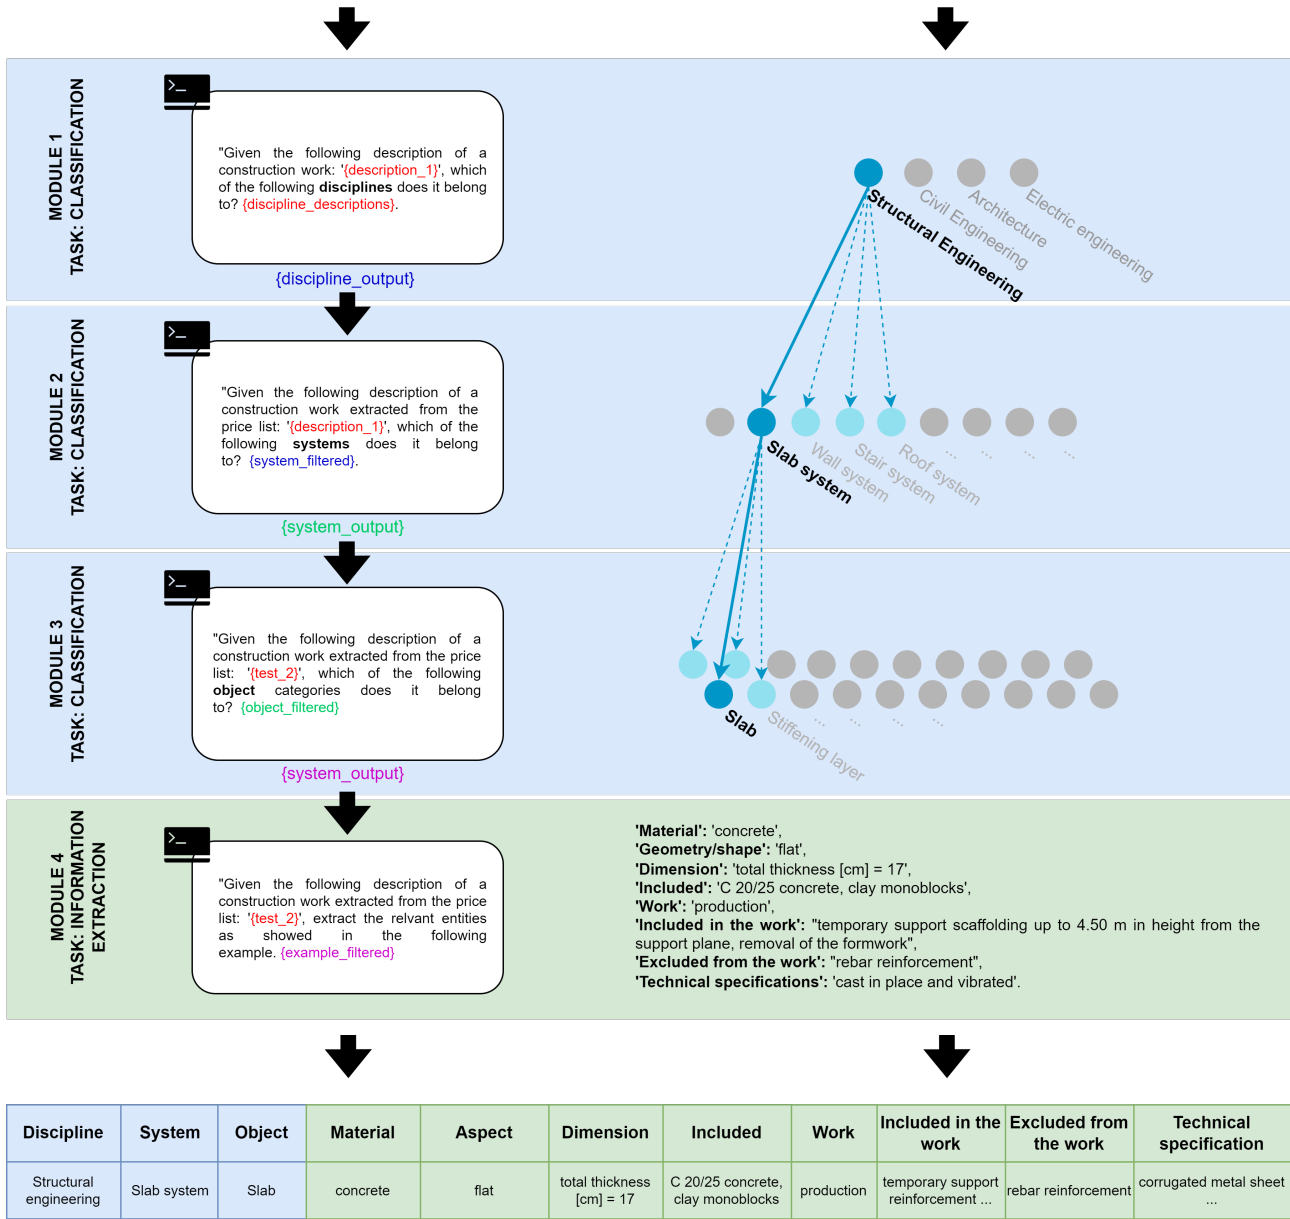 MODULE 1
TASK: CLASSIFICATION
"Given the following description of a
construction work: '{description_1}', which
of the following disciplines does it belong
to? {discipline_descriptions}.
{discipline_output}
Structural Engineering
Civil Engineering
Architecture
Electric engineering
MODULE 2
TASK: CLASSIFICATION
"Given the following description of a
construction work extracted from the
price list: '{description_1}', which of the
following systems does it belong
to? {system_filtered}.
{system_output}
Slab system
Wall system
Stair system
Roof system
...
...
...
...
MODULE 3
TASK: CLASSIFICATION
"Given the following description of a
construction work extracted from the price
list: '{test_2}', which of the following
object categories does it belong
to? {object_filtered}
{system_output}
Slab
Stiffening layer
...
...
...
...
MODULE 4
TASK: INFORMATION
EXTRACTION
"Given the following description of a
construction work extracted from the price
list: '{test_2}', extract the relvant entities
as showed in the following
example. {example_filtered}
'Material': 'concrete',
'Geometry/shape': 'flat',
'Dimension': 'total thickness [cm] = 17',
'Included': 'C 20/25 concrete, clay monoblocks',
'Work': 'production',
'Included in the work': "temporary support scaffolding up to 4.50 m in height from the
support plane, removal of the formwork",
'Excluded from the work': "rebar reinforcement",
'Technical specifications': 'cast in place and vibrated'.
Discipline
System
Object
Material
Aspect
Dimension
Included
Work
Included in the
work
Excluded from
the work
Technical
specification
Structural
engineering
Slab system
Slab
concrete
flat
total thickness
[cm] = 17
C 20/25 concrete,
clay monoblocks
production
temporary support
reinforcement ...
rebar reinforcement
corrugated metal sheet
...